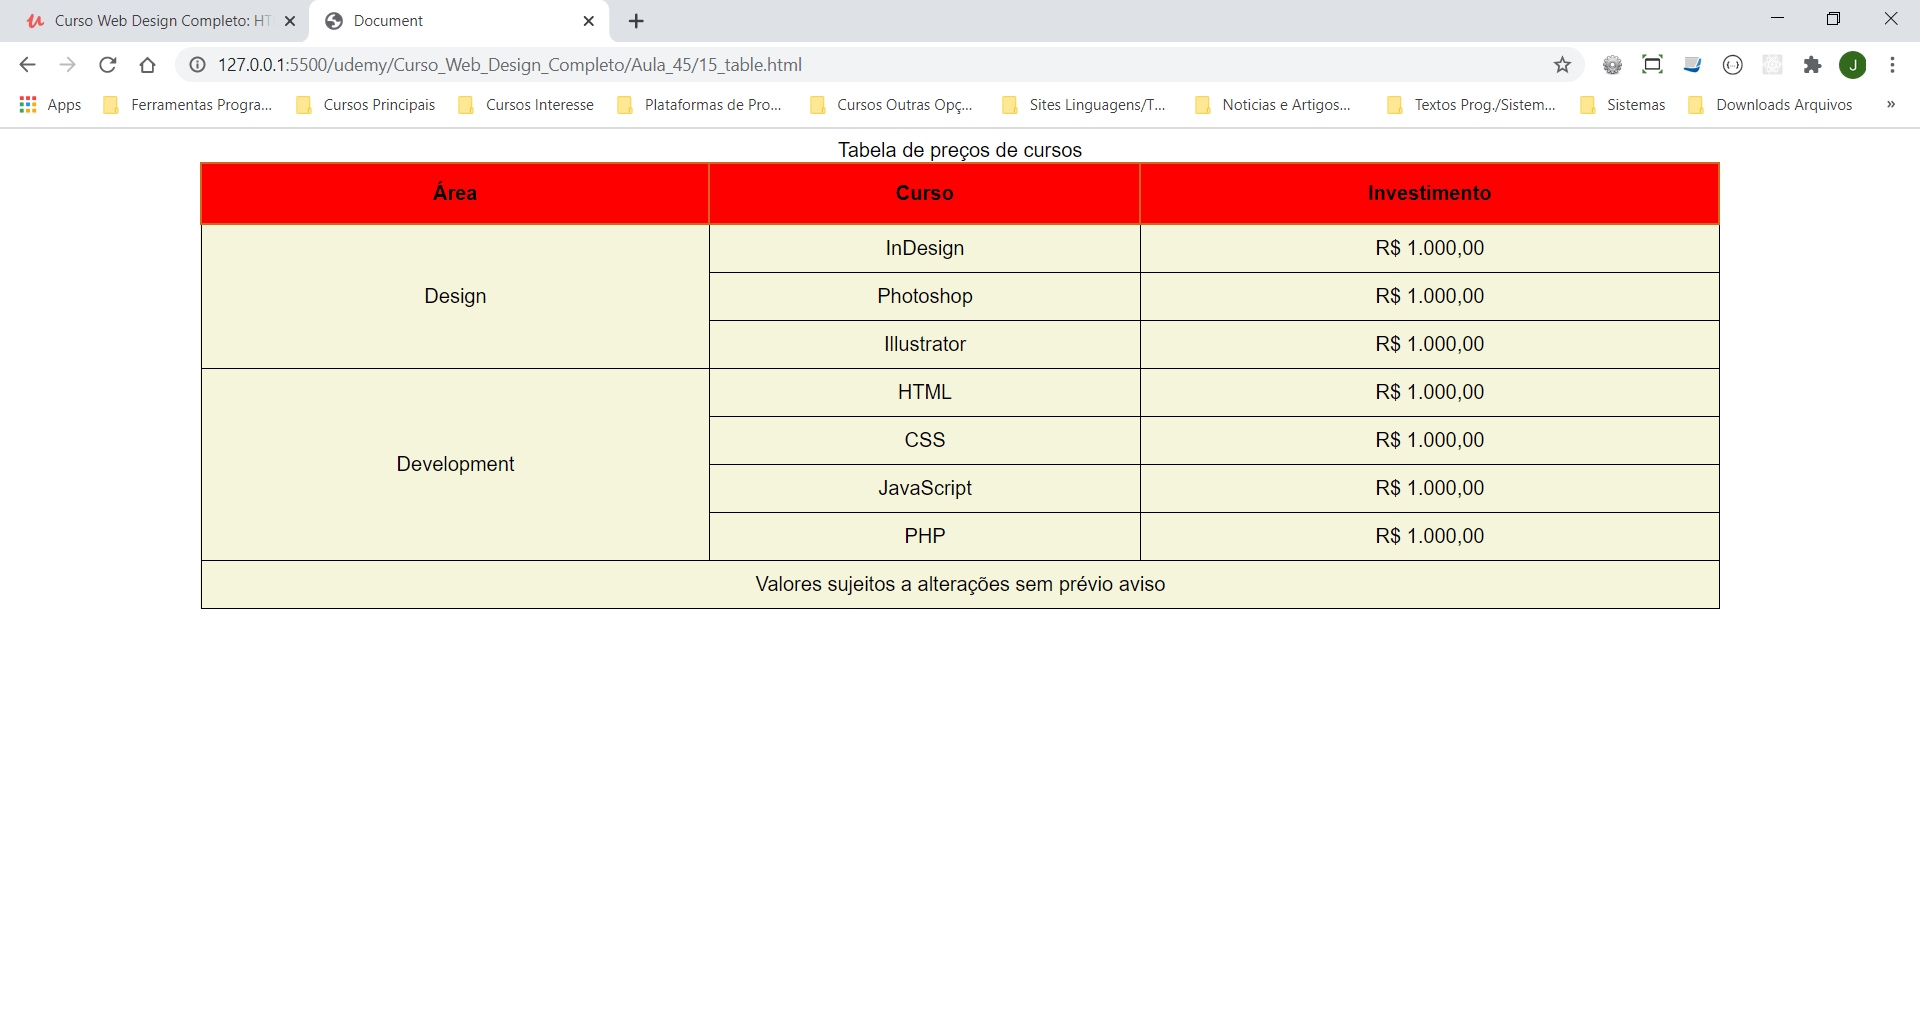 Curso Web Design Completo: HT
Document
127.0.0.1:5500/udemy/Curso_Web_Design_Completo/Aula_45/15_table.html
J
Apps Ferramentas Progra... Cursos Principais Cursos Interesse Plataformas de Pro... Cursos Outras Opç... Sites Linguagens/T... Noticias e Artigos... Textos Prog./Sistem... Sistemas Downloads Arquivos »
Tabela de preços de cursos
Área Curso Investimento
Design
InDesign R$ 1.000,00
Photoshop R$ 1.000,00
Illustrator R$ 1.000,00
Development
HTML R$ 1.000,00
CSS R$ 1.000,00
JavaScript R$ 1.000,00
PHP R$ 1.000,00
Valores sujeitos a alterações sem prévio aviso